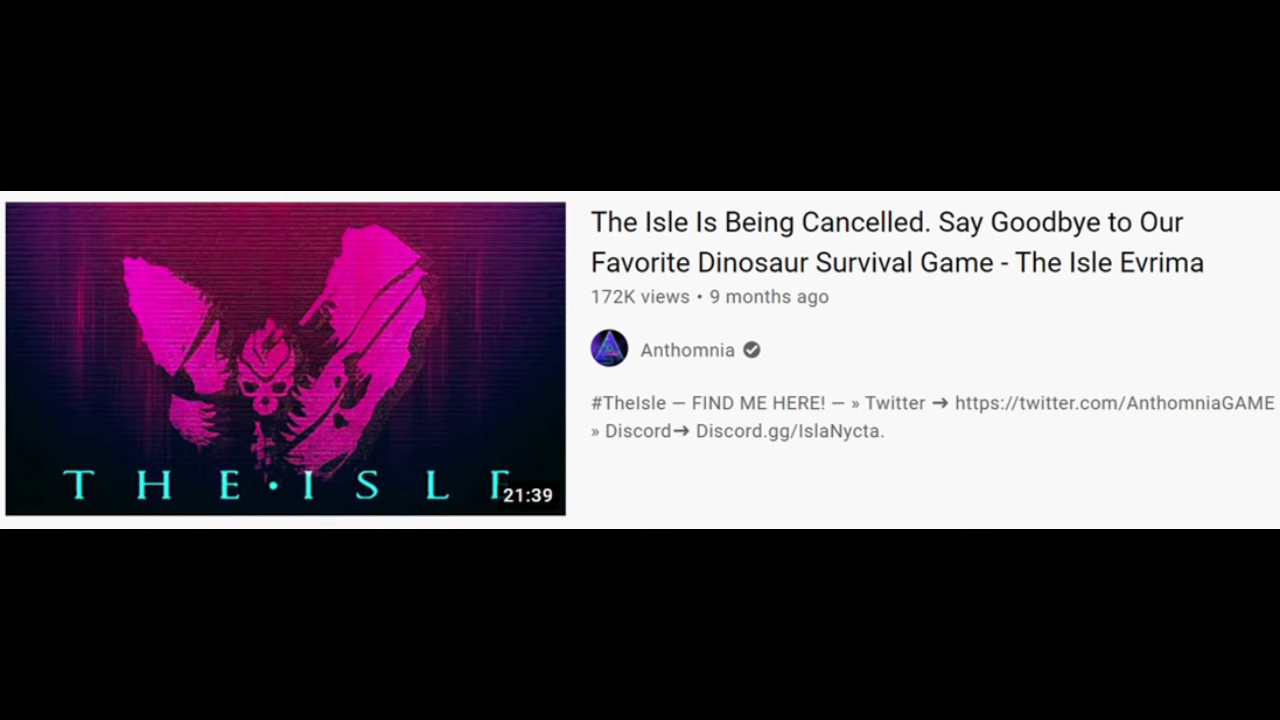 THE•ISLE
21:39
The Isle Is Being Cancelled. Say Goodbye to Our
Favorite Dinosaur Survival Game - The Isle Evrima
172K views • 9 months ago
Anthomnia
#TheIsle — FIND ME HERE! — » Twitter ➔ https://twitter.com/AnthomniaGAME
» Discord➔ Discord.gg/IslaNycta.